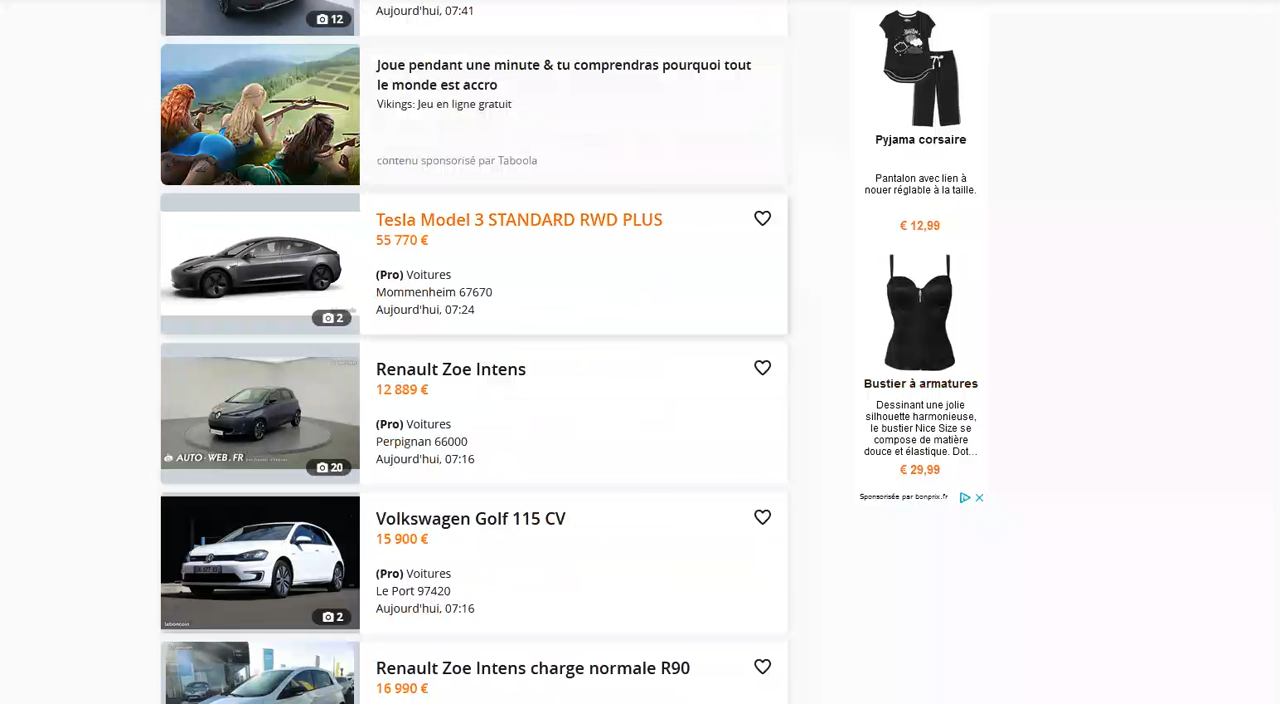 12
Aujourd'hui, 07:41
Joue pendant une minute & tu comprendras pourquoi tout
le monde est accro
Vikings: Jeu en ligne gratuit
contenu sponsorisé par Taboola
Tesla Model 3 STANDARD RWD PLUS
55 770 €
(Pro) Voitures
Mommenheim 67670
Aujourd'hui, 07:24
2
Renault Zoe Intens
12 889 €
(Pro) Voitures
Perpignan 66000
Aujourd'hui, 07:16
AUTO-WEB.FR
20
Volkswagen Golf 115 CV
15 900 €
(Pro) Voitures
Le Port 97420
Aujourd'hui, 07:16
leboncoin
2
Renault Zoe Intens charge normale R90
16 990 €
Pyjama corsaire
Pantalon avec lien à
nouer réglable à la taille.
€ 12,99
Bustier à armatures
Dessinant une jolie
silhouette harmonieuse,
le bustier Nice Size se
compose de matière
douce et élastique. Dot...
€ 29,99
Sponsorisée par bonprix.fr